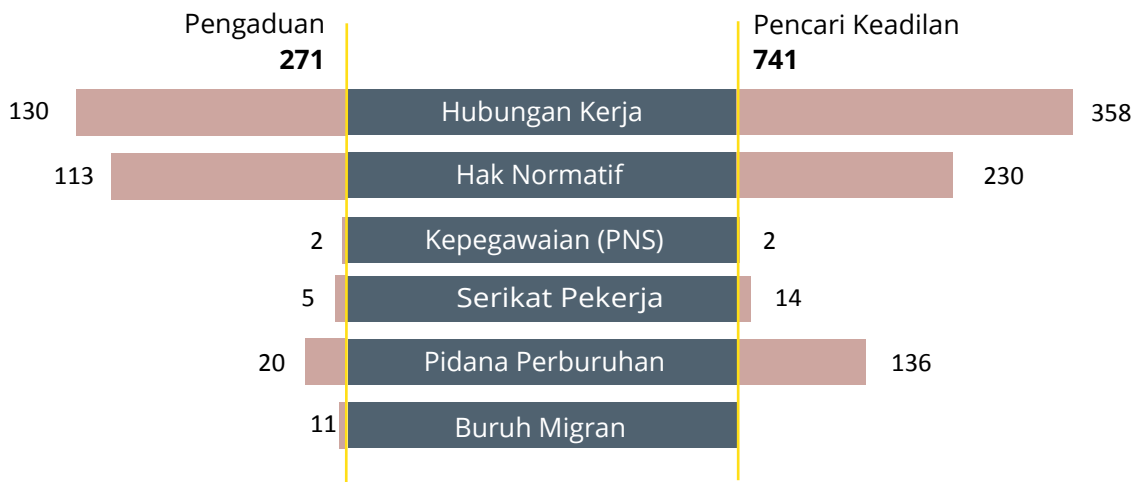 Pengaduan
271
Pencari Keadilan
741
130 Hubungan Kerja 358
113 Hak Normatif 230
2 Kepegawaian (PNS) 2
5 Serikat Pekerja 14
20 Pidana Perburuhan 136
11 Buruh Migran